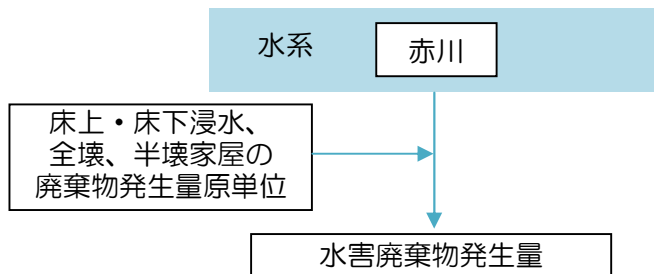 水系 赤川
床上・床下浸水、
全壊、半壊家屋の
廃棄物発生量原単位
水害廃棄物発生量